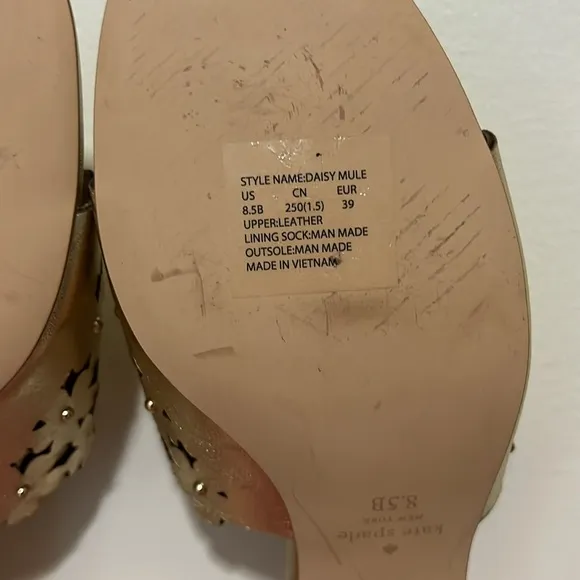 STYLE NAME:DAISY MULE
US CN EUR
8.5B 250(1.5) 39
UPPER:LEATHER
LINING SOCK:MAN MADE
OUTSOLE:MAN MADE
MADE IN VIETNAM
8.5B
NEW YORK
kate spade